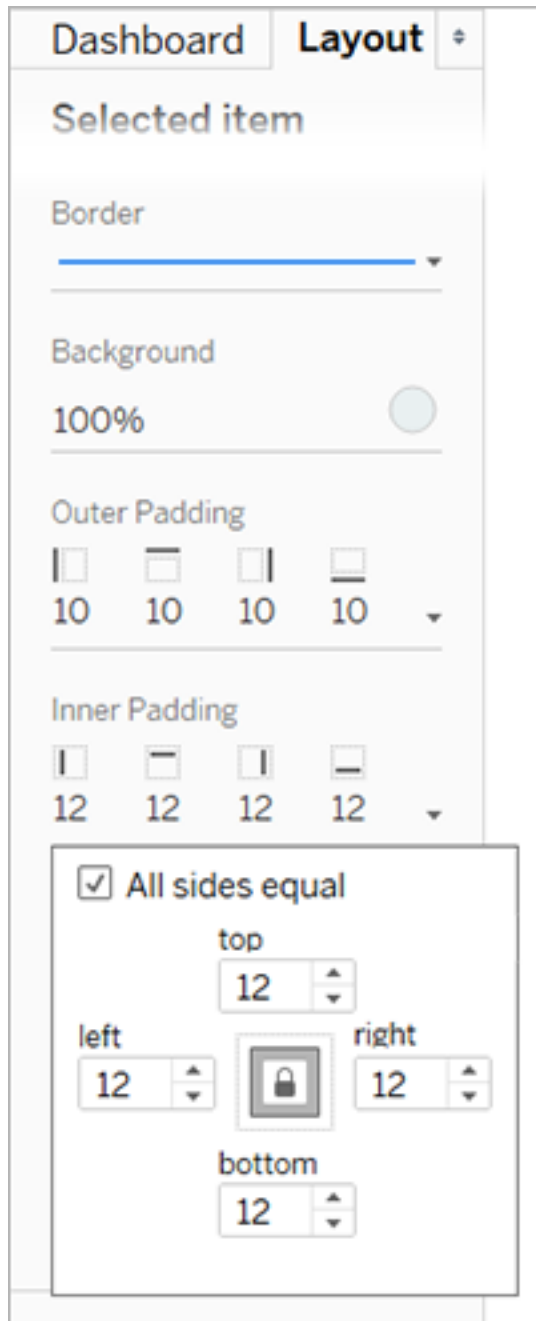 Dashboard Layout
Selected item
Border
Background
100%
Outer Padding
10 10 10 10
Inner Padding
12 12 12 12
All sides equal
top
12
left right
12 12
bottom
12